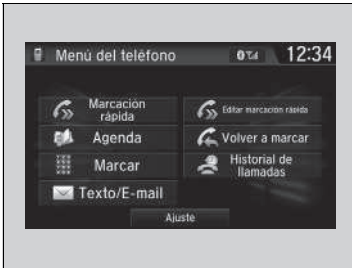 Menú del teléfono
12:34
Marcación
rápida
Editar marcación rápida
Agenda
Volver a marcar
Marcar
Historial de
llamadas
Texto/E-mail
Ajuste